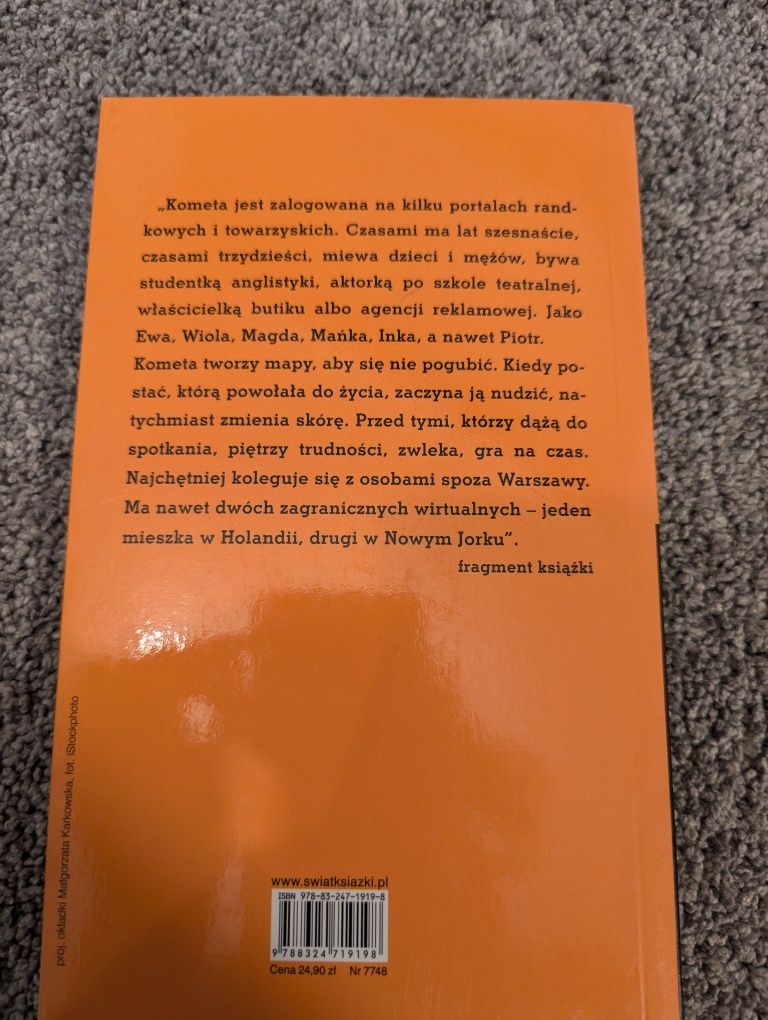 „Kometa jest zalogowana na kilku portalach rand-
kowych i towarzyskich. Czasami ma lat szesnaście,
czasami trzydzieści, miewa dzieci i mężów, bywa
studentką anglistyki, aktorką po szkole teatralnej,
właścicielką butiku albo agencji reklamowej. Jako
Ewa, Wiola, Magda, Mańka, Inka, a nawet Piotr.
Kometa tworzy mapy, aby się nie pogubić. Kiedy po-
stać, którą powołała do życia, zaczyna ją nudzić, na-
tychmiast zmienia skórę. Przed tymi, którzy dążą do
spotkania, piętrzy trudności, zwleka, gra na czas.
Najchętniej koleguje się z osobami spoza Warszawy.
Ma nawet dwóch zagranicznych wirtualnych – jeden
mieszka w Holandii, drugi w Nowym Jorku”.
fragment książki
proj. okładki Małgorzata Karkowska, fot. iStockphoto
www.swiatksiazki.pl
ISBN 978-83-247-1919-8
9 788324 719198
Cena 24,90 zł Nr 7748